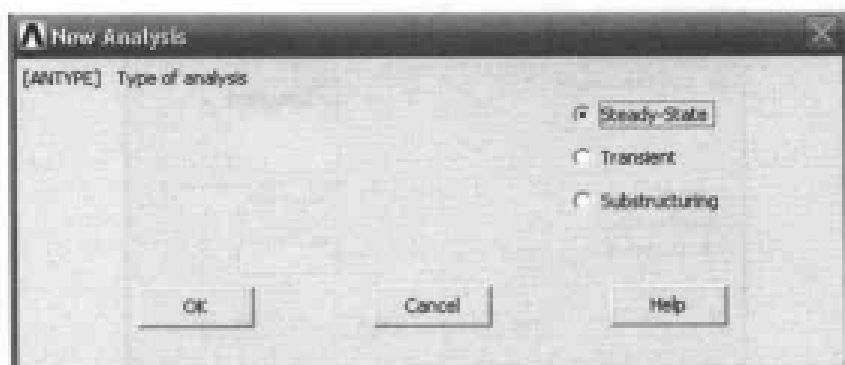 New Analysis
[ANTYPE] Type of analysis
Steady-State
Transient
Substructuring
OK Cancel Help